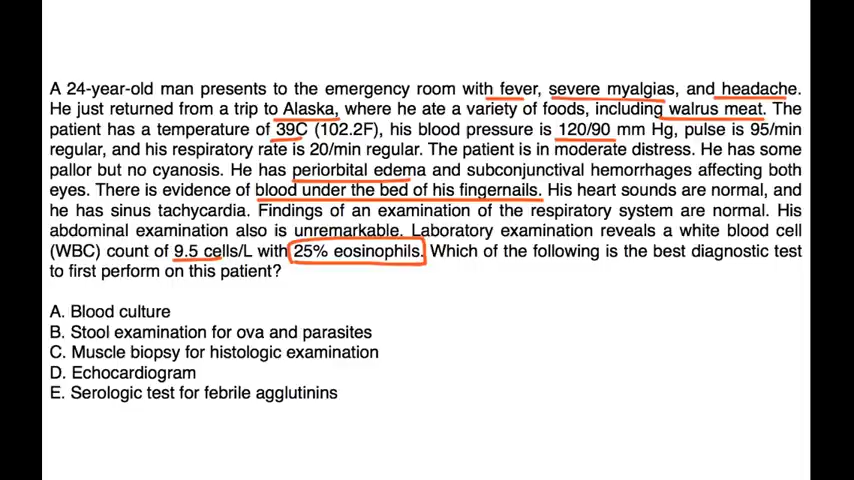 A 24-year-old man presents to the emergency room with fever, severe myalgias, and headache.
He just returned from a trip to Alaska, where he ate a variety of foods, including walrus meat. The
patient has a temperature of 39C (102.2F), his blood pressure is 120/90 mm Hg, pulse is 95/min
regular, and his respiratory rate is 20/min regular. The patient is in moderate distress. He has some
pallor but no cyanosis. He has periorbital edema and subconjunctival hemorrhages affecting both
eyes. There is evidence of blood under the bed of his fingernails. His heart sounds are normal, and
he has sinus tachycardia. Findings of an examination of the respiratory system are normal. His
abdominal examination also is unremarkable. Laboratory examination reveals a white blood cell
(WBC) count of 9.5 cells/L with 25% eosinophils. Which of the following is the best diagnostic test
to first perform on this patient?
A. Blood culture
B. Stool examination for ova and parasites
C. Muscle biopsy for histologic examination
D. Echocardiogram
E. Serologic test for febrile agglutinins